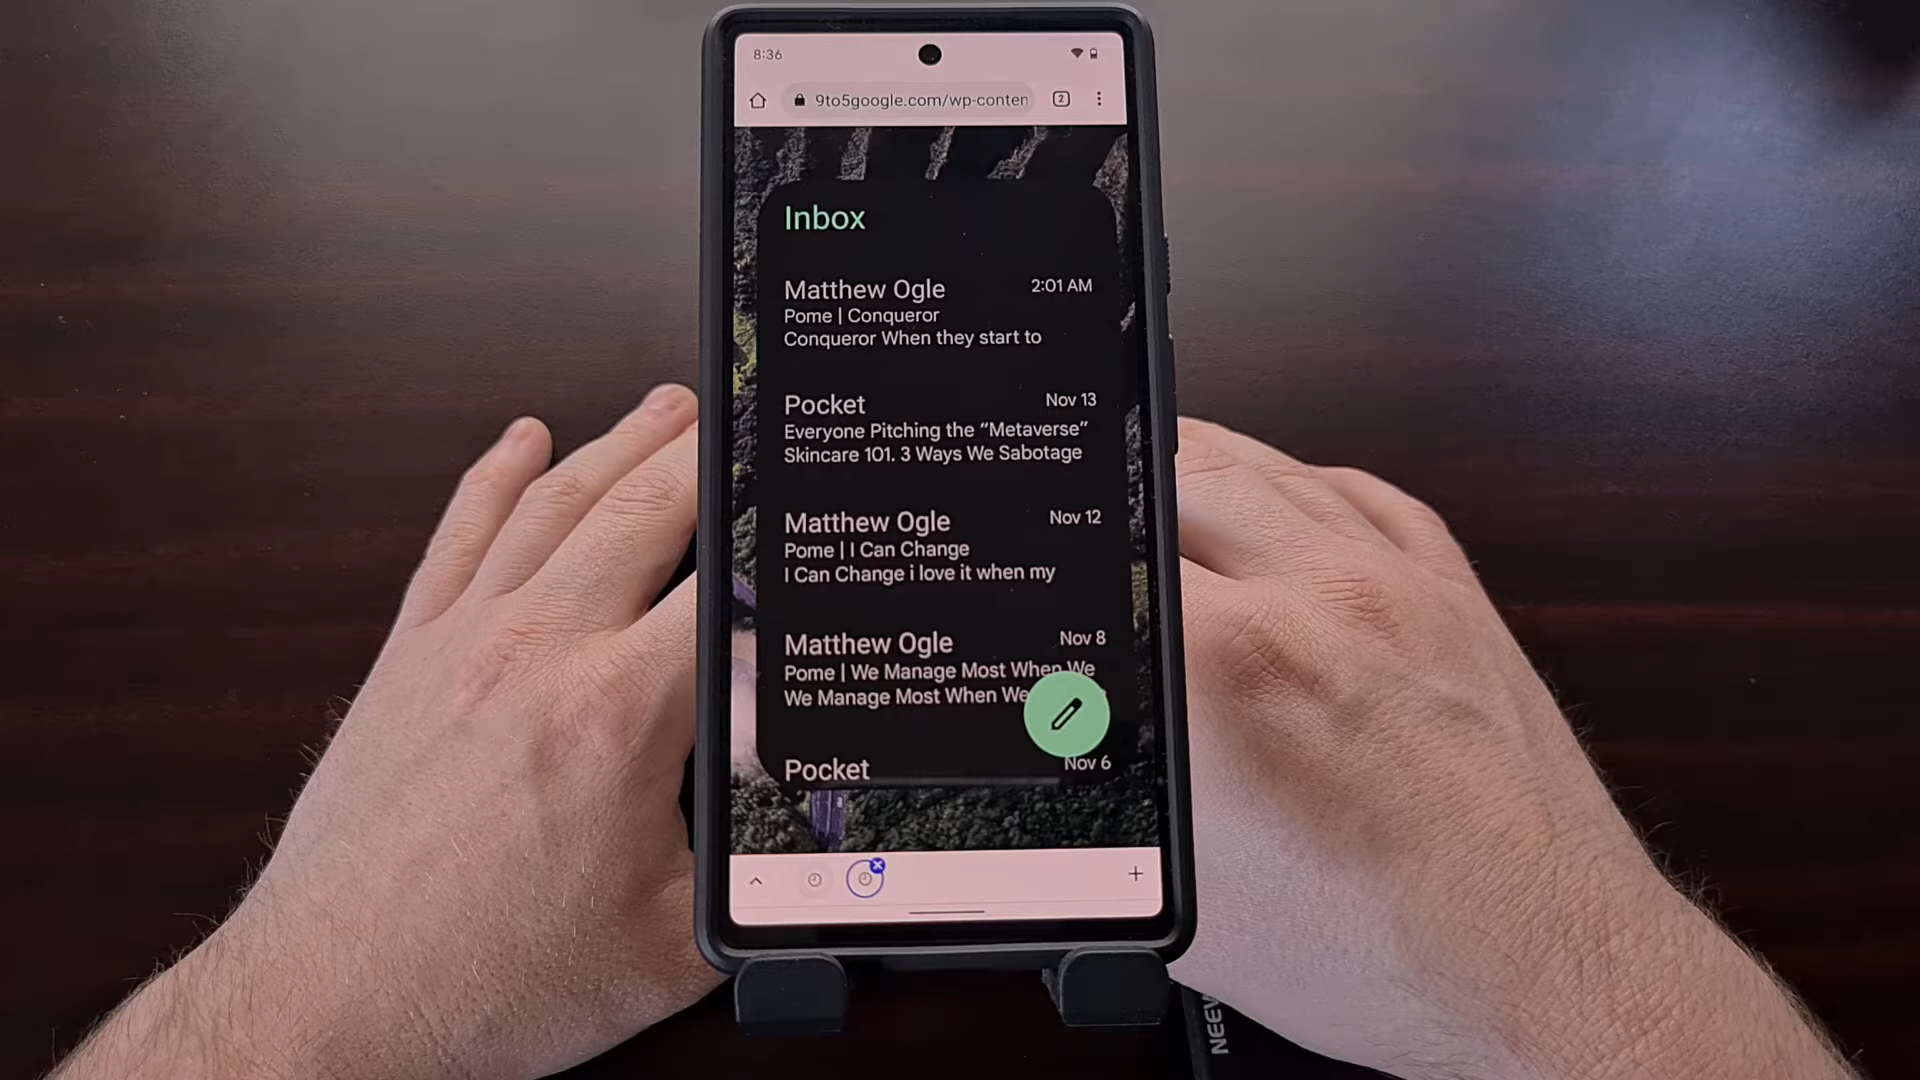 8:36
9to5google.com/wp-conten
2
Inbox
Matthew Ogle 2:01 AM
Pome | Conqueror
Conqueror When they start to
Pocket Nov 13
Everyone Pitching the “Metaverse”
Skincare 101. 3 Ways We Sabotage
Matthew Ogle Nov 12
Pome | I Can Change
I Can Change i love it when my
Matthew Ogle Nov 8
Pome | We Manage Most When We
We Manage Most When We
Pocket Nov 6
NEEW